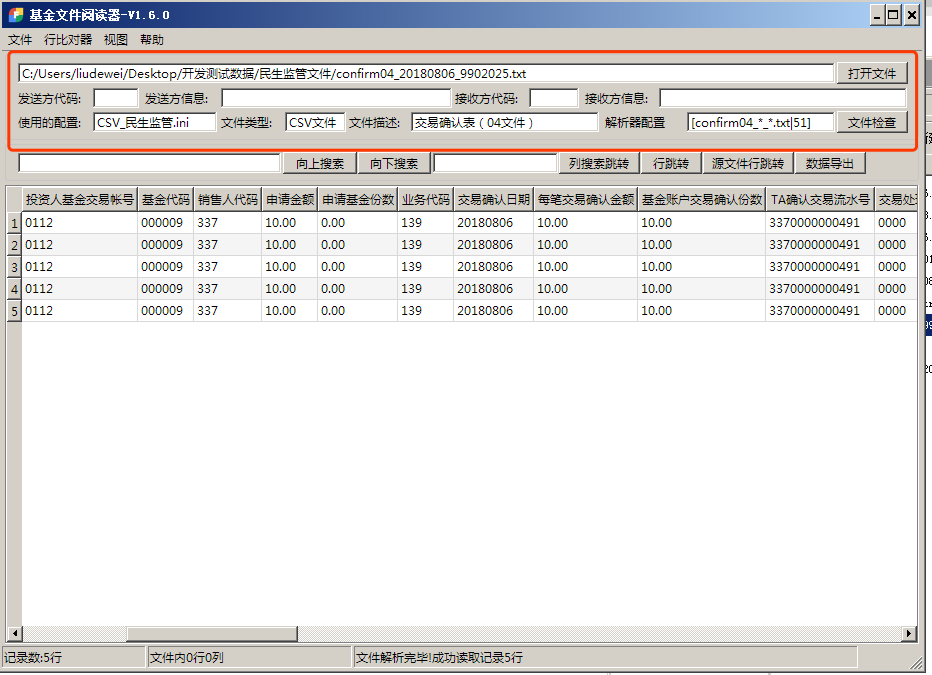 基金文件阅读器-V1.6.0
文件 行比对器 视图 帮助
C:/Users/liudewei/Desktop/开发测试数据/民生监管文件/confirm04_20180806_9902025.txt 打开文件
发送方代码: 发送方信息: 接收方代码: 接收方信息:
使用的配置: CSV_民生监管.ini 文件类型: CSV文件 文件描述: 交易确认表（04文件） 解析器配置 [confirm04_*_*.txt|51] 文件检查
向上搜索 向下搜索 列搜索跳转 行跳转 源文件行跳转 数据导出
投资人基金交易帐号 基金代码 销售人代码 申请金额 申请基金份数 业务代码 交易确认日期 每笔交易确认金额 基金账户交易确认份数 TA确认交易流水号 交易处
1 0112 000009 337 10.00 0.00 139 20180806 10.00 10.00 3370000000491 0000
2 0112 000009 337 10.00 0.00 139 20180806 10.00 10.00 3370000000491 0000
3 0112 000009 337 10.00 0.00 139 20180806 10.00 10.00 3370000000491 0000
4 0112 000009 337 10.00 0.00 139 20180806 10.00 10.00 3370000000491 0000
5 0112 000009 337 10.00 0.00 139 20180806 10.00 10.00 3370000000491 0000
记录数:5行 文件内0行0列 文件解析完毕!成功读取记录5行